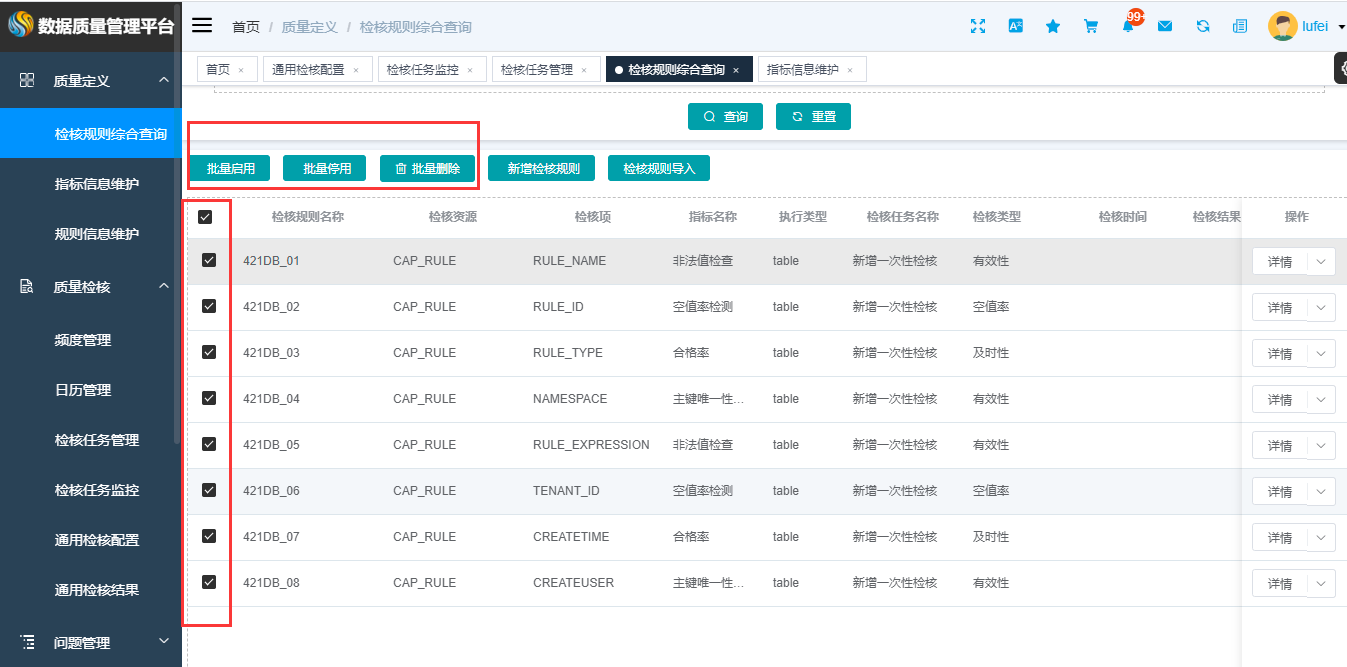 数据质量管理平台
首页 / 质量定义 / 检核规则综合查询
99+
lufei
首页 ×
通用检核配置 ×
检核任务监控 ×
检核任务管理 ×
检核规则综合查询 ×
指标信息维护 ×
质量定义
检核规则综合查询
指标信息维护
规则信息维护
质量检核
频度管理
日历管理
检核任务管理
检核任务监控
通用检核配置
通用检核结果
问题管理
查询 重置
批量启用 批量停用 批量删除 新增检核规则 检核规则导入
检核规则名称 检核资源 检核项 指标名称 执行类型 检核任务名称 检核类型 检核时间 检核结果 操作
421DB_01 CAP_RULE RULE_NAME 非法值检查 table 新增一次性检核 有效性 详情
421DB_02 CAP_RULE RULE_ID 空值率检测 table 新增一次性检核 空值率 详情
421DB_03 CAP_RULE RULE_TYPE 合格率 table 新增一次性检核 及时性 详情
421DB_04 CAP_RULE NAMESPACE 主键唯一性... table 新增一次性检核 有效性 详情
421DB_05 CAP_RULE RULE_EXPRESSION 非法值检查 table 新增一次性检核 有效性 详情
421DB_06 CAP_RULE TENANT_ID 空值率检测 table 新增一次性检核 空值率 详情
421DB_07 CAP_RULE CREATETIME 合格率 table 新增一次性检核 及时性 详情
421DB_08 CAP_RULE CREATEUSER 主键唯一性... table 新增一次性检核 有效性 详情